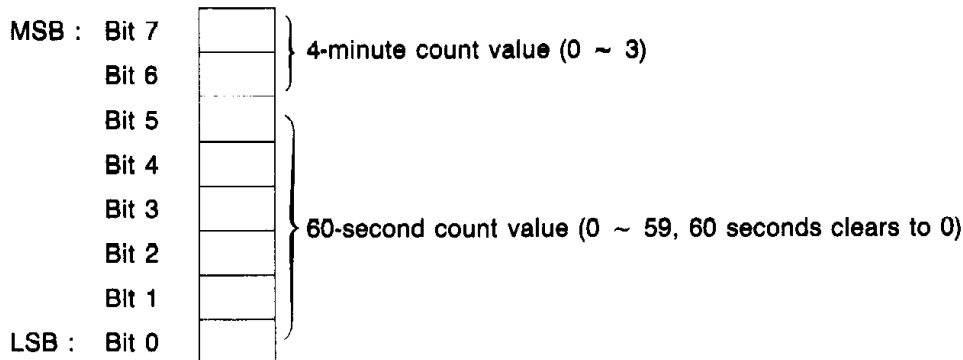 MSB : Bit 7
4-minute count value (0 ~ 3)
Bit 6
Bit 5
Bit 4
Bit 3
60-second count value (0 ~ 59, 60 seconds clears to 0)
Bit 2
Bit 1
LSB : Bit 0